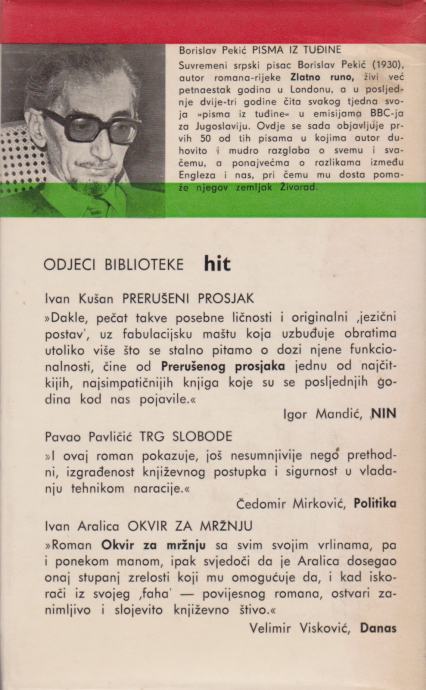 Borislav Pekić PISMA IZ TUĐINE
Suvremeni srpski pisac Borislav Pekić (1930),
autor romana-rijeke Zlatno runo, živi već
petnaestak godina u Londonu, a u posljed-
nje dvije-tri godine čita svakog tjedna svo-
ja »pisma iz tuđine« u emisijama BBC-ja
za Jugoslaviju. Ovdje se sada objavljuje pr-
vih 50 od tih pisama u kojima autor du-
hovito i mudro razglaba o svemu i sva-
čemu, a ponajvećma o razlikama između
Engleza i nas, pri čemu mu dosta poma-
že njegov zemljak Živorad.
ODJECI BIBLIOTEKE hit
Ivan Kušan PRERUŠENI PROSJAK
»Dakle, pečat takve posebne ličnosti i originalni ‚jezični
postav', uz fabulacijsku maštu koja uzbuđuje obratima
utoliko više što se stalno pitamo o dozi njene funkcio-
nalnosti, čine od Prerušenog prosjaka jednu od najčit-
kijih, najsimpatičnijih knjiga koje su se posljednjih go-
dina kod nas pojavile.«
Igor Mandić, NIN
Pavao Pavličić TRG SLOBODE
»I ovaj roman pokazuje, još nesumnjivije nego prethod-
ni, izgrađenost književnog postupka i sigurnost u vlada-
nju tehnikom naracije.«
Čedomir Mirković, Politika
Ivan Aralica OKVIR ZA MRŽNJU
»Roman Okvir za mržnju sa svim svojim vrlinama, pa
i ponekom manom, ipak svjedoči da je Aralica dosegao
onaj stupanj zrelosti koji mu omogućuje da, i kad isko-
rači iz svojeg ‚faha' — povijesnog romana, ostvari za-
nimljivo i slojevito književno štivo.«
Velimir Visković, Danas